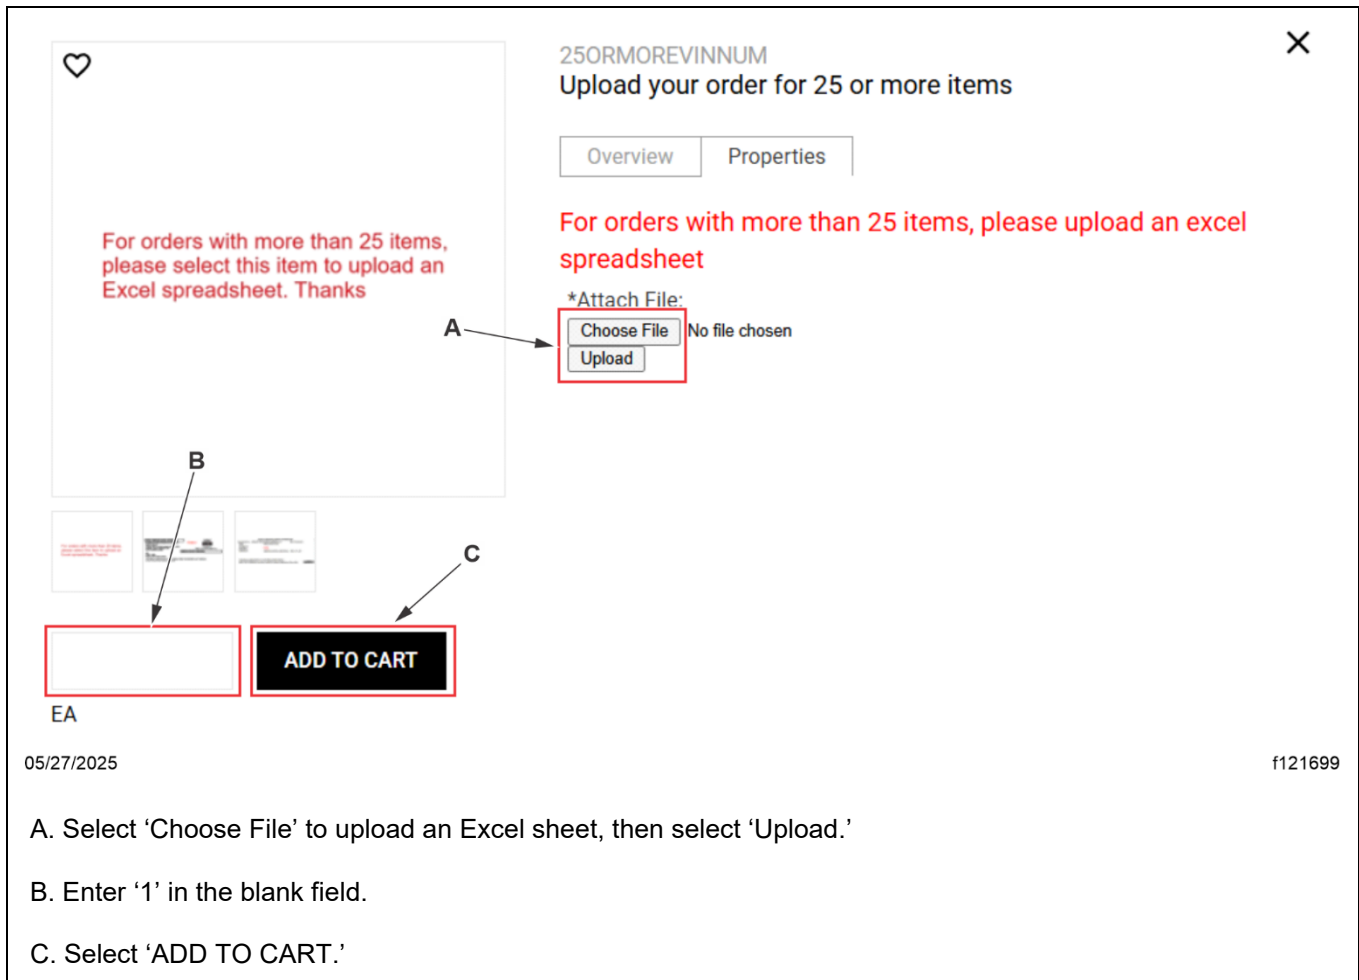 25ORMOREVINNUM
Upload your order for 25 or more items
Overview
Properties
For orders with more than 25 items, please upload an excel
spreadsheet
For orders with more than 25 items,
please select this item to upload an
Excel spreadsheet. Thanks
*Attach File:
A
Choose File
No file chosen
Upload
B
C
ADD TO CART
EA
05/27/2025
f121699
A. Select ‘Choose File’ to upload an Excel sheet, then select ‘Upload.’
B. Enter ‘1’ in the blank field.
C. Select ‘ADD TO CART.’